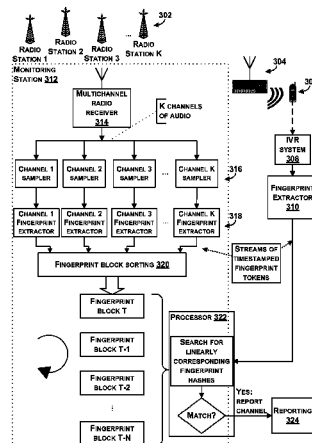 RADIO STATION 1
RADIO STATION 2
RADIO STATION 3
...
RADIO STATION K
302
MONITORING STATION 312
MULTICHANNEL RADIO RECEIVER 314
K CHANNELS OF AUDIO
304
IVR SYSTEM 308
FINGERPRINT EXTRACTOR 310
CHANNEL 1 SAMPLER
CHANNEL 2 SAMPLER
CHANNEL 3 SAMPLER
...
CHANNEL K SAMPLER
316
CHANNEL 1 FINGERPRINT EXTRACTOR
CHANNEL 2 FINGERPRINT EXTRACTOR
CHANNEL 3 FINGERPRINT EXTRACTOR
CHANNEL K FINGERPRINT EXTRACTOR
318
FINGERPRINT BLOCK SORTING 320
STREAMS OF TIMESTAMPED FINGERPRINT TOKENS
FINGERPRINT BLOCK T
FINGERPRINT BLOCK T-1
FINGERPRINT BLOCK T-2
FINGERPRINT BLOCK T-N
PROCESSOR 322
SEARCH FOR LINEARLY CORRESPONDING FINGERPRINT HASHES
MATCH?
YES: REPORT CHANNEL
REPORTING 324